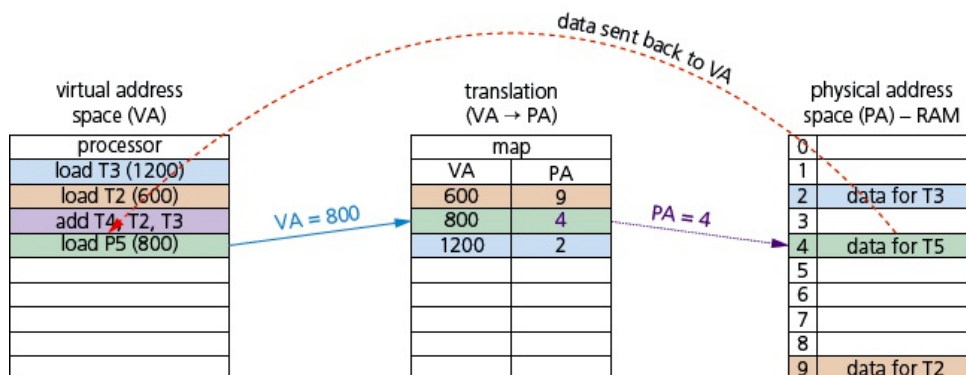 data sent back to VA
virtual address
space (VA)
translation
(VA → PA)
physical address
space (PA) – RAM
processor
load T3 (1200)
load T2 (600)
add T4, T2, T3
load P5 (800)
VA = 800
map
VA PA
600 9
800 4
1200 2
PA = 4
0
1
2 data for T3
3
4 data for T5
5
6
7
8
9 data for T2